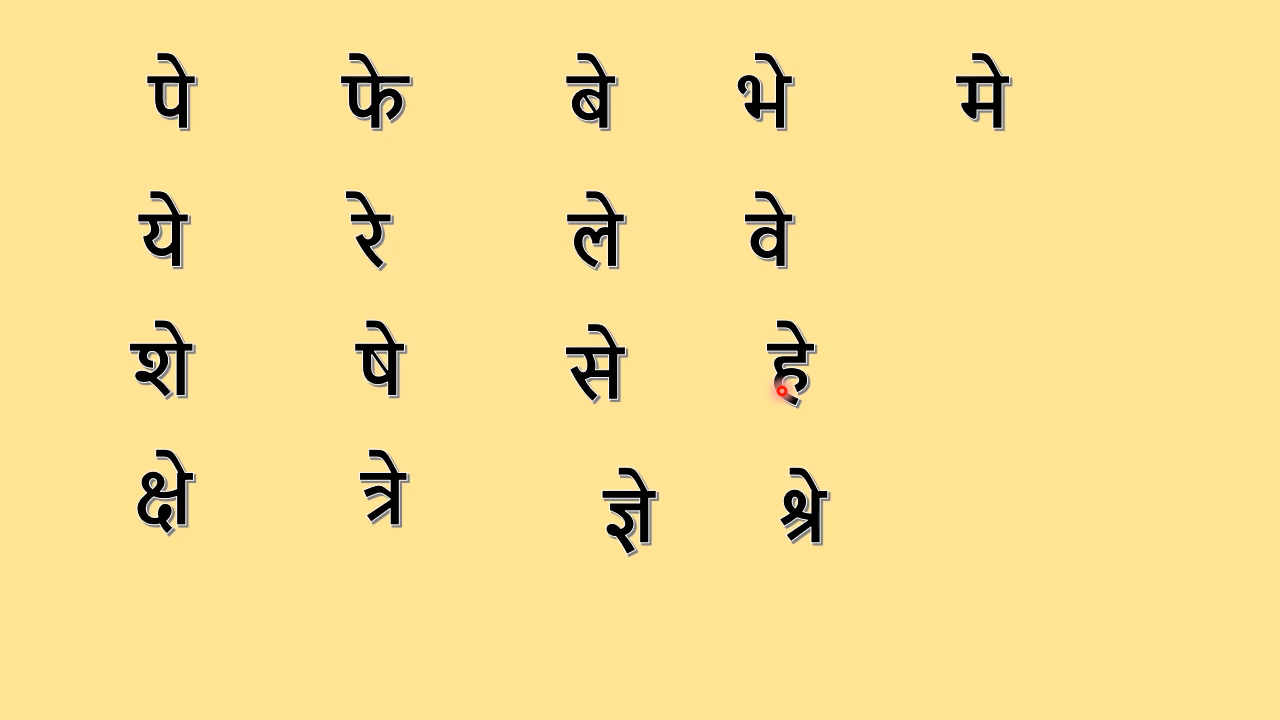 पे फे बे भे मे
ये रे ले वे
शे षे से हे
क्षे त्रे ज्ञे श्रे